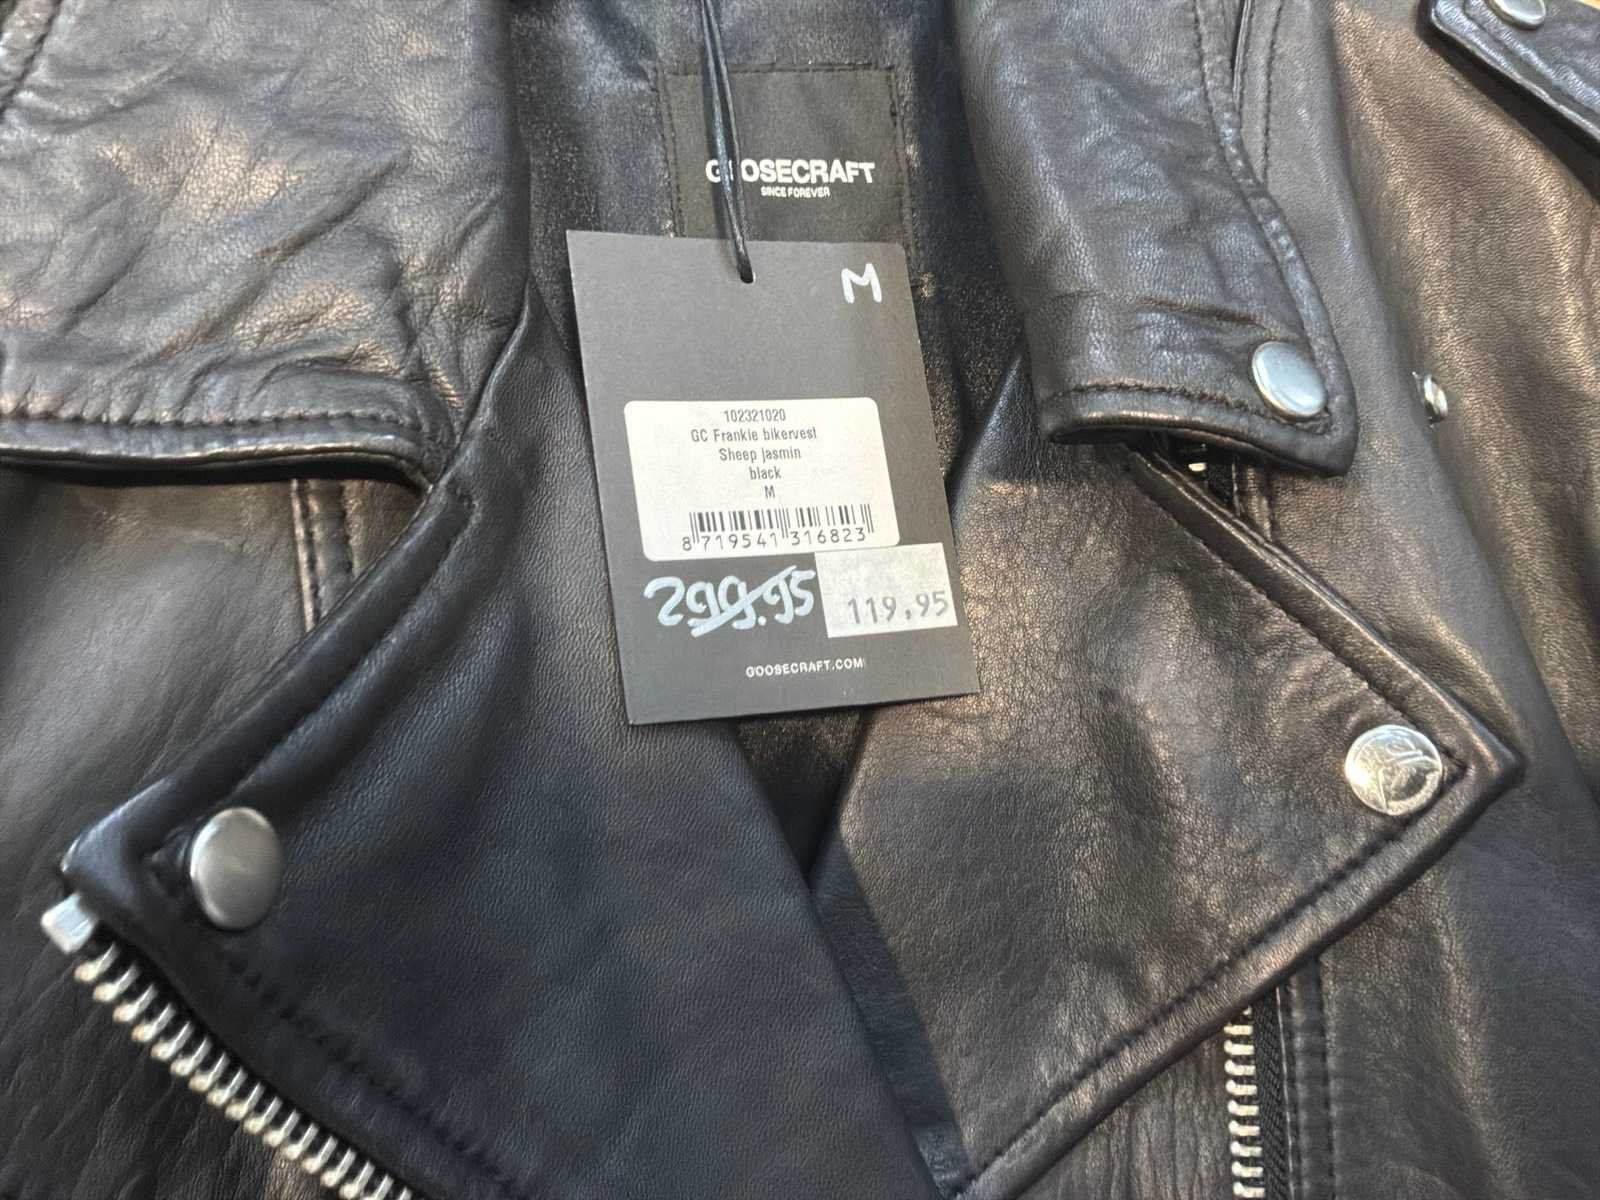 GOOSECRAFT
SINCE FOREVER
M
102321020
GC Frankie bikervest
Sheep jasmin
black
M
8 719541 316823
299.95
119,95
GOOSECRAFT.COM